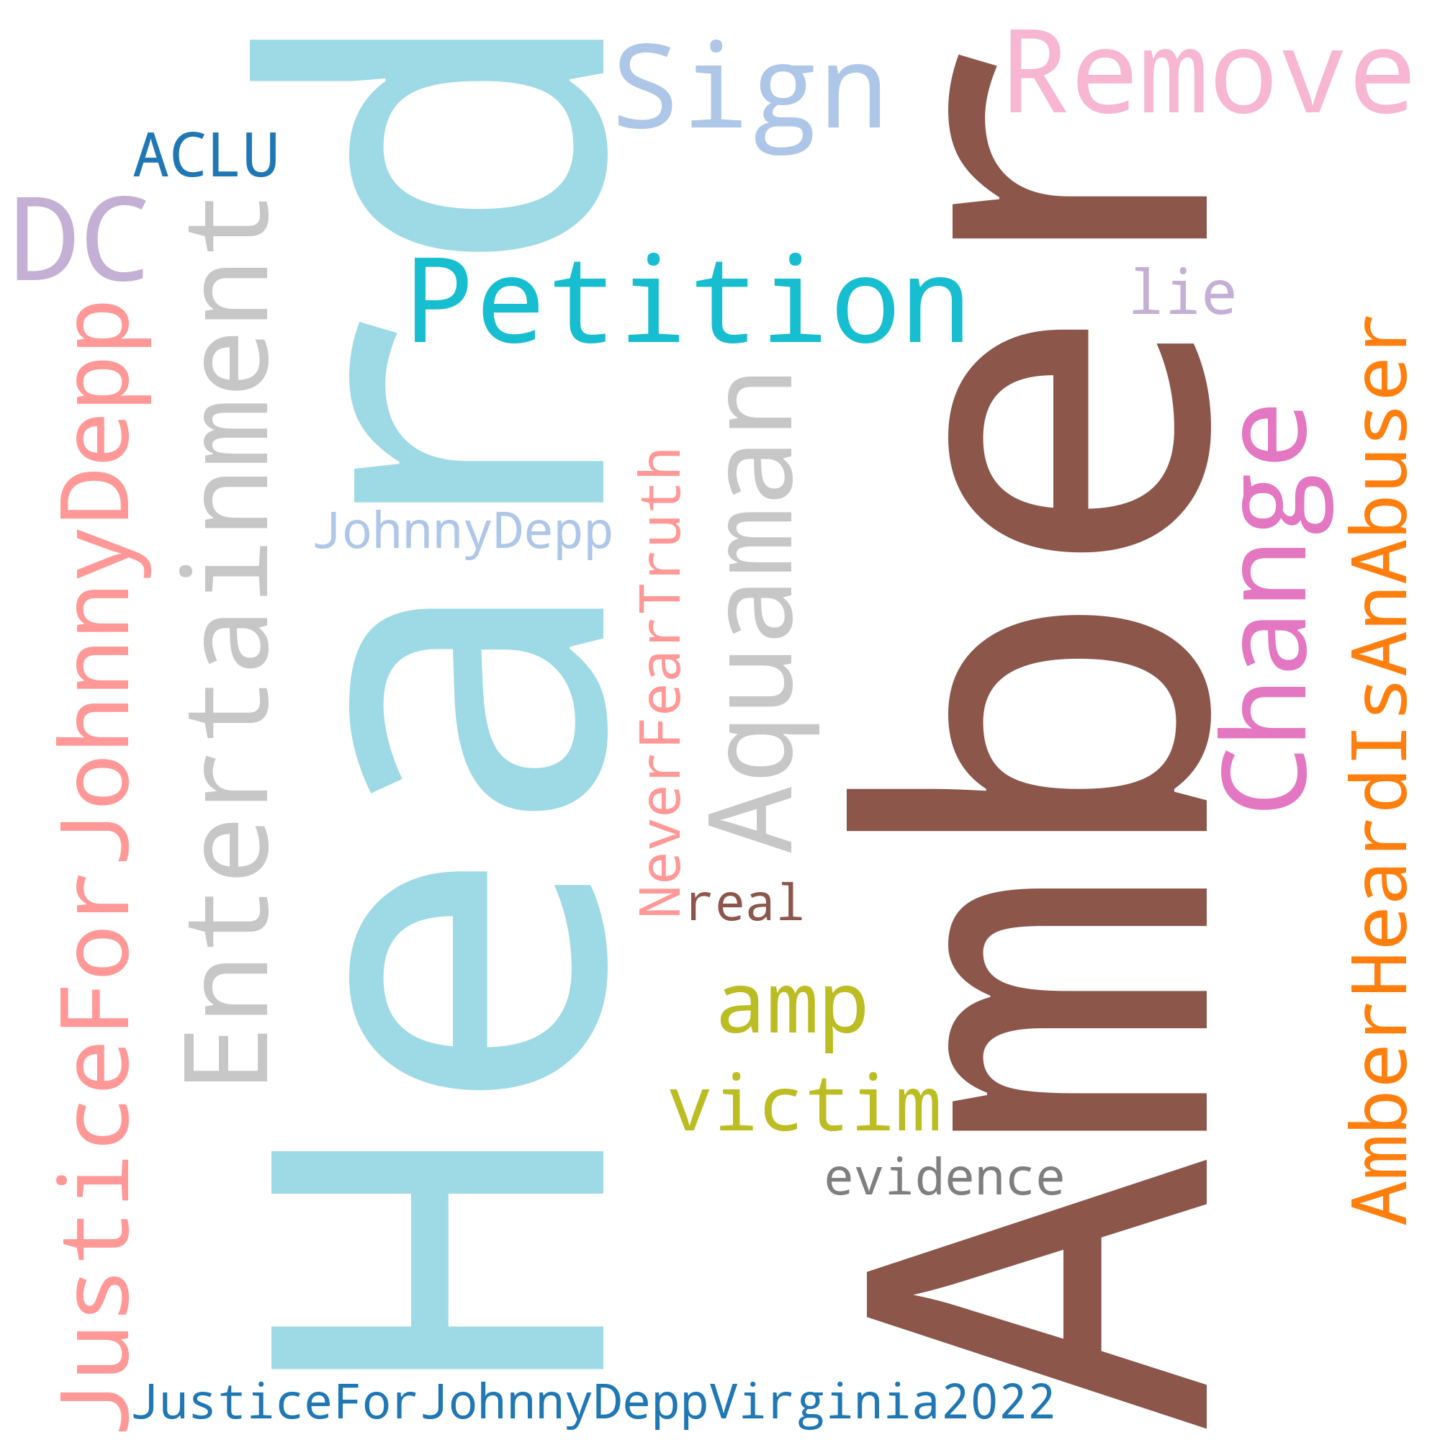 Sign
Remove
ACLU
DC
Heard
Amber
Petition
lie
Entertainment
JusticeForJohnnyDepp
JohnnyDepp
NeverFearTruth
Aquaman
Change
AmberHeardIsAnAbuser
real
amp
victim
evidence
JusticeForJohnnyDeppVirginia2022